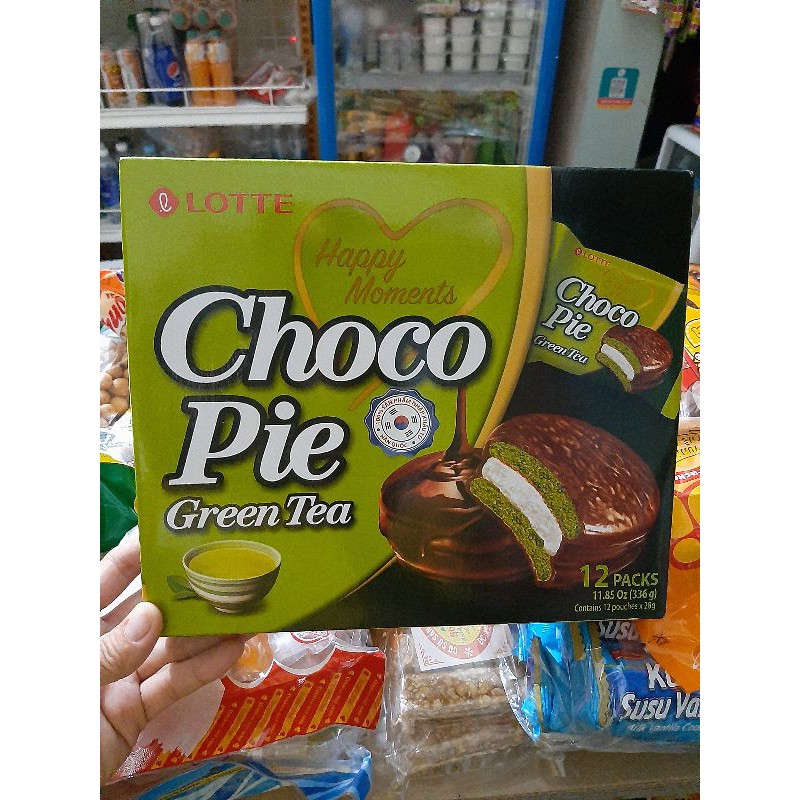 LOTTE
Happy
Moments
Choco
Pie
Green Tea
LOTTE
Choco
Pie
Green Tea
12 PACKS
11.85 Oz (336 g)
Contains 12 pouches x 28g
SUSU
Susu Va